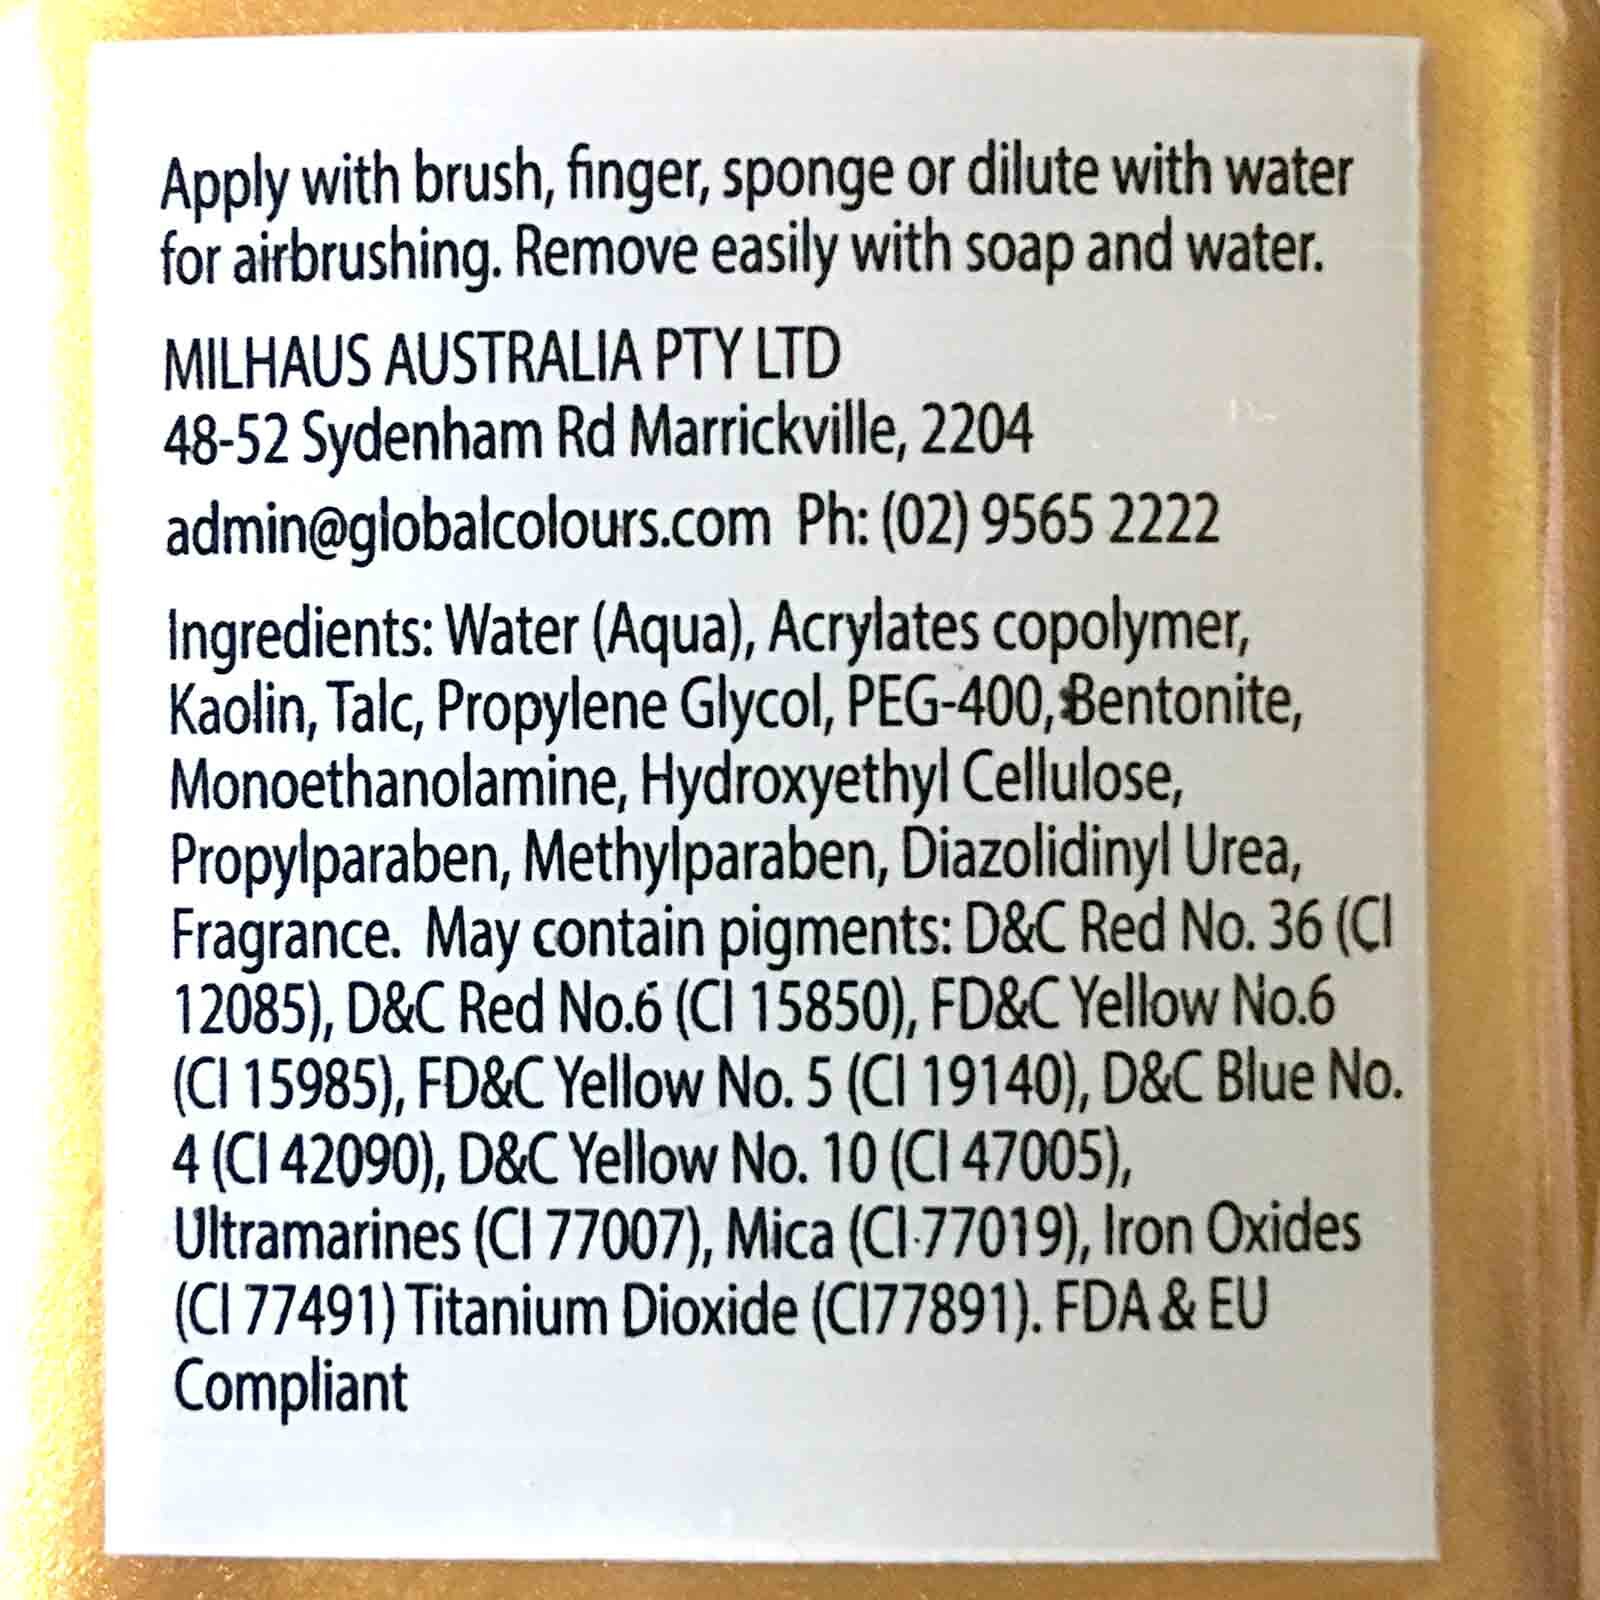 Apply with brush, finger, sponge or dilute with water
for airbrushing. Remove easily with soap and water.
MILHAUS AUSTRALIA PTY LTD
48-52 Sydenham Rd Marrickville, 2204
admin@globalcolours.com Ph: (02) 9565 2222
Ingredients: Water (Aqua), Acrylates copolymer,
Kaolin, Talc, Propylene Glycol, PEG-400, Bentonite,
Monoethanolamine, Hydroxyethyl Cellulose,
Propylparaben, Methylparaben, Diazolidinyl Urea,
Fragrance. May contain pigments: D&C Red No. 36 (CI
12085), D&C Red No.6 (CI 15850), FD&C Yellow No.6
(CI 15985), FD&C Yellow No. 5 (CI 19140), D&C Blue No.
4 (CI 42090), D&C Yellow No. 10 (CI 47005),
Ultramarines (CI 77007), Mica (CI 77019), Iron Oxides
(CI 77491) Titanium Dioxide (CI77891). FDA & EU
Compliant